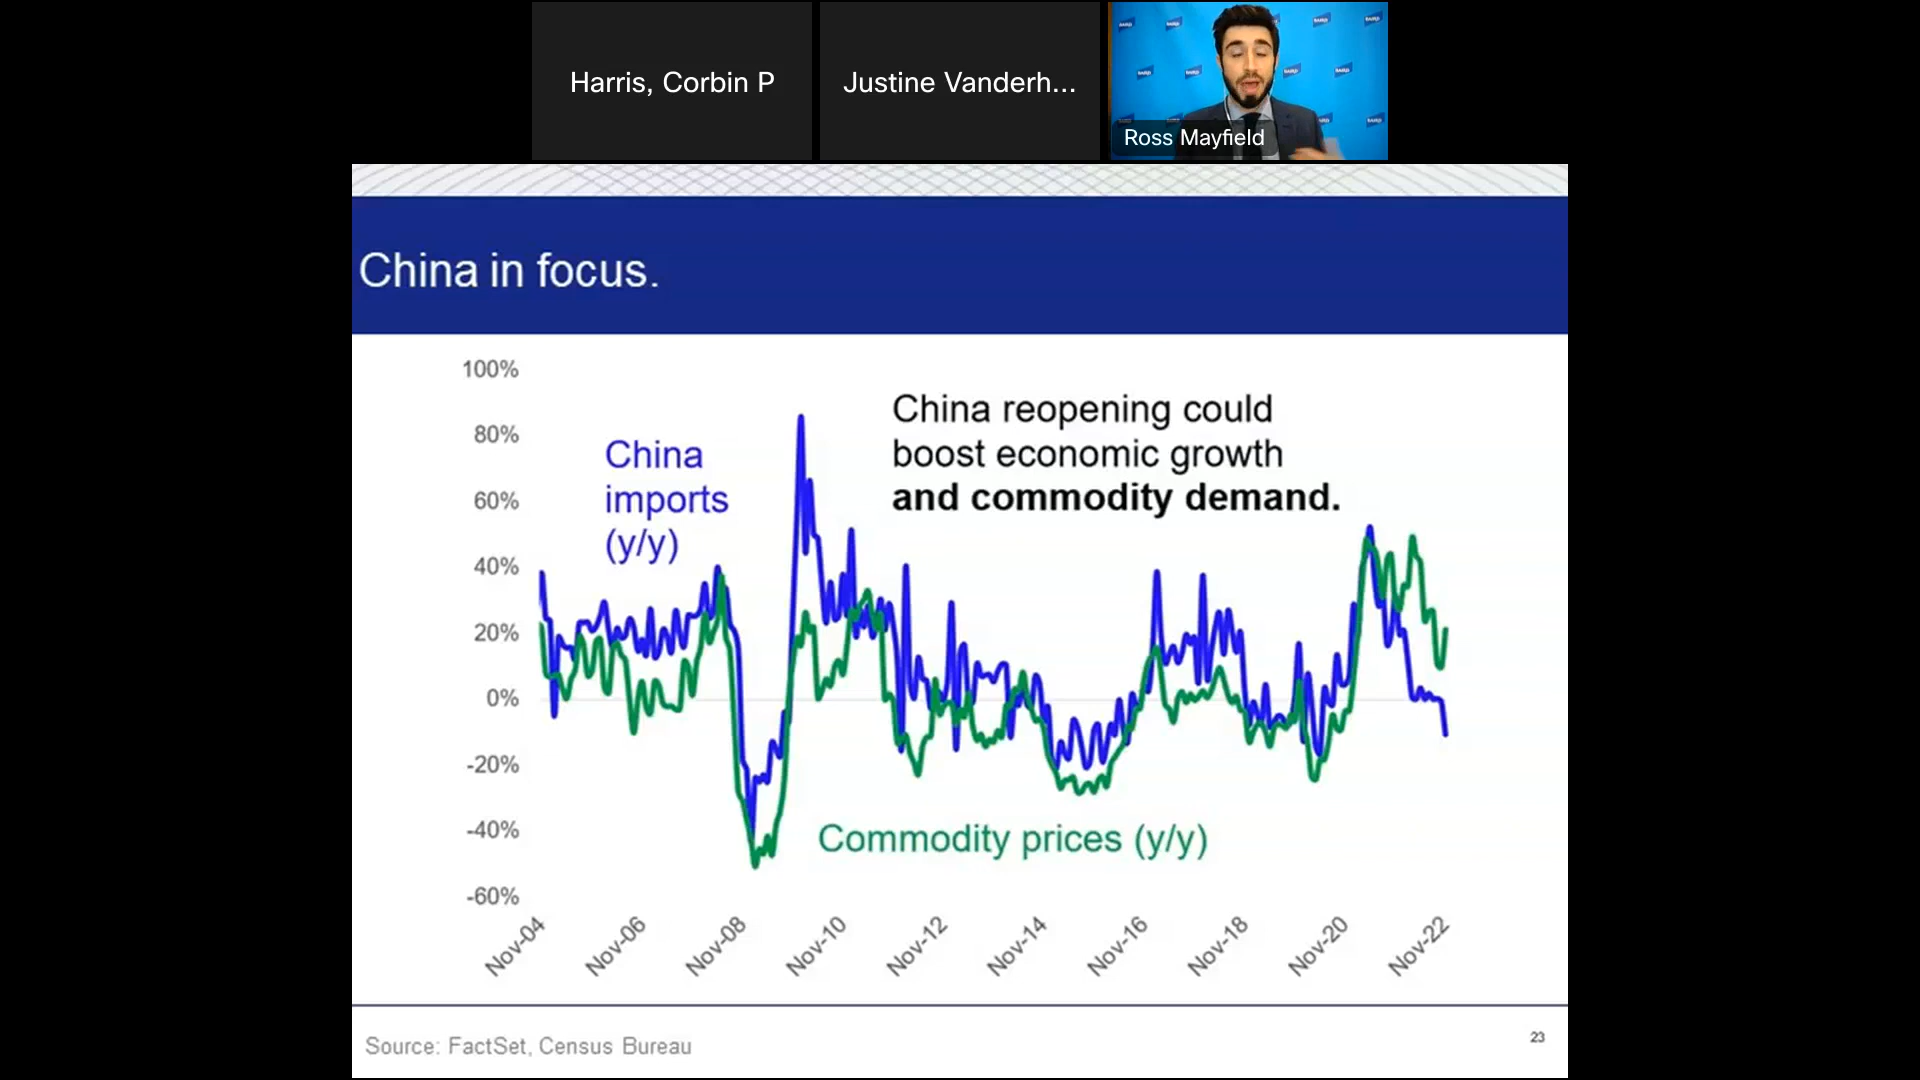 Harris, Corbin P
Justine Vanderh...
Ross Mayfield
China in focus.
100%
80%
60%
40%
20%
0%
-20%
-40%
-60%
China
imports
(y/y)
China reopening could
boost economic growth
and commodity demand.
Commodity prices (y/y)
Nov-04
Nov-06
Nov-08
Nov-10
Nov-12
Nov-14
Nov-16
Nov-18
Nov-20
Nov-22
Source: FactSet, Census Bureau
23